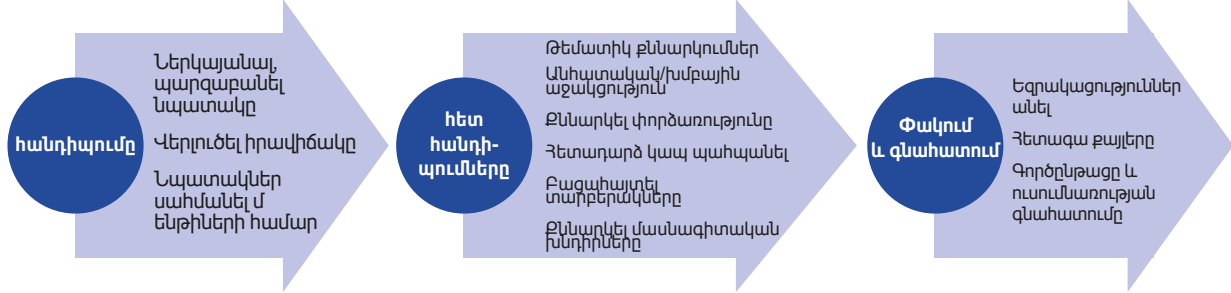 հանդիպումը
Ներկայանալ,
պարզաբանել
նպատակը
Վերլուծել իրավիճակը
Նպատակներ
սահմանել մ
ենթիների համար
հետ
հանդի-
պումները
Թեմատիկ քննարկումներ
Անհատական/խմբային
աջակցություն
Քննարկել փորձառությունը
Հետադարձ կապ պահպանել
Բացահայտել
տարբերակները
Քննարկել մասնագիտական
խնդիրները
Փակում
և գնահատում
Եզրակացություններ
անել
Հետագա քայլերը
Գործընթացը և
ուսումնառության
գնահատումը